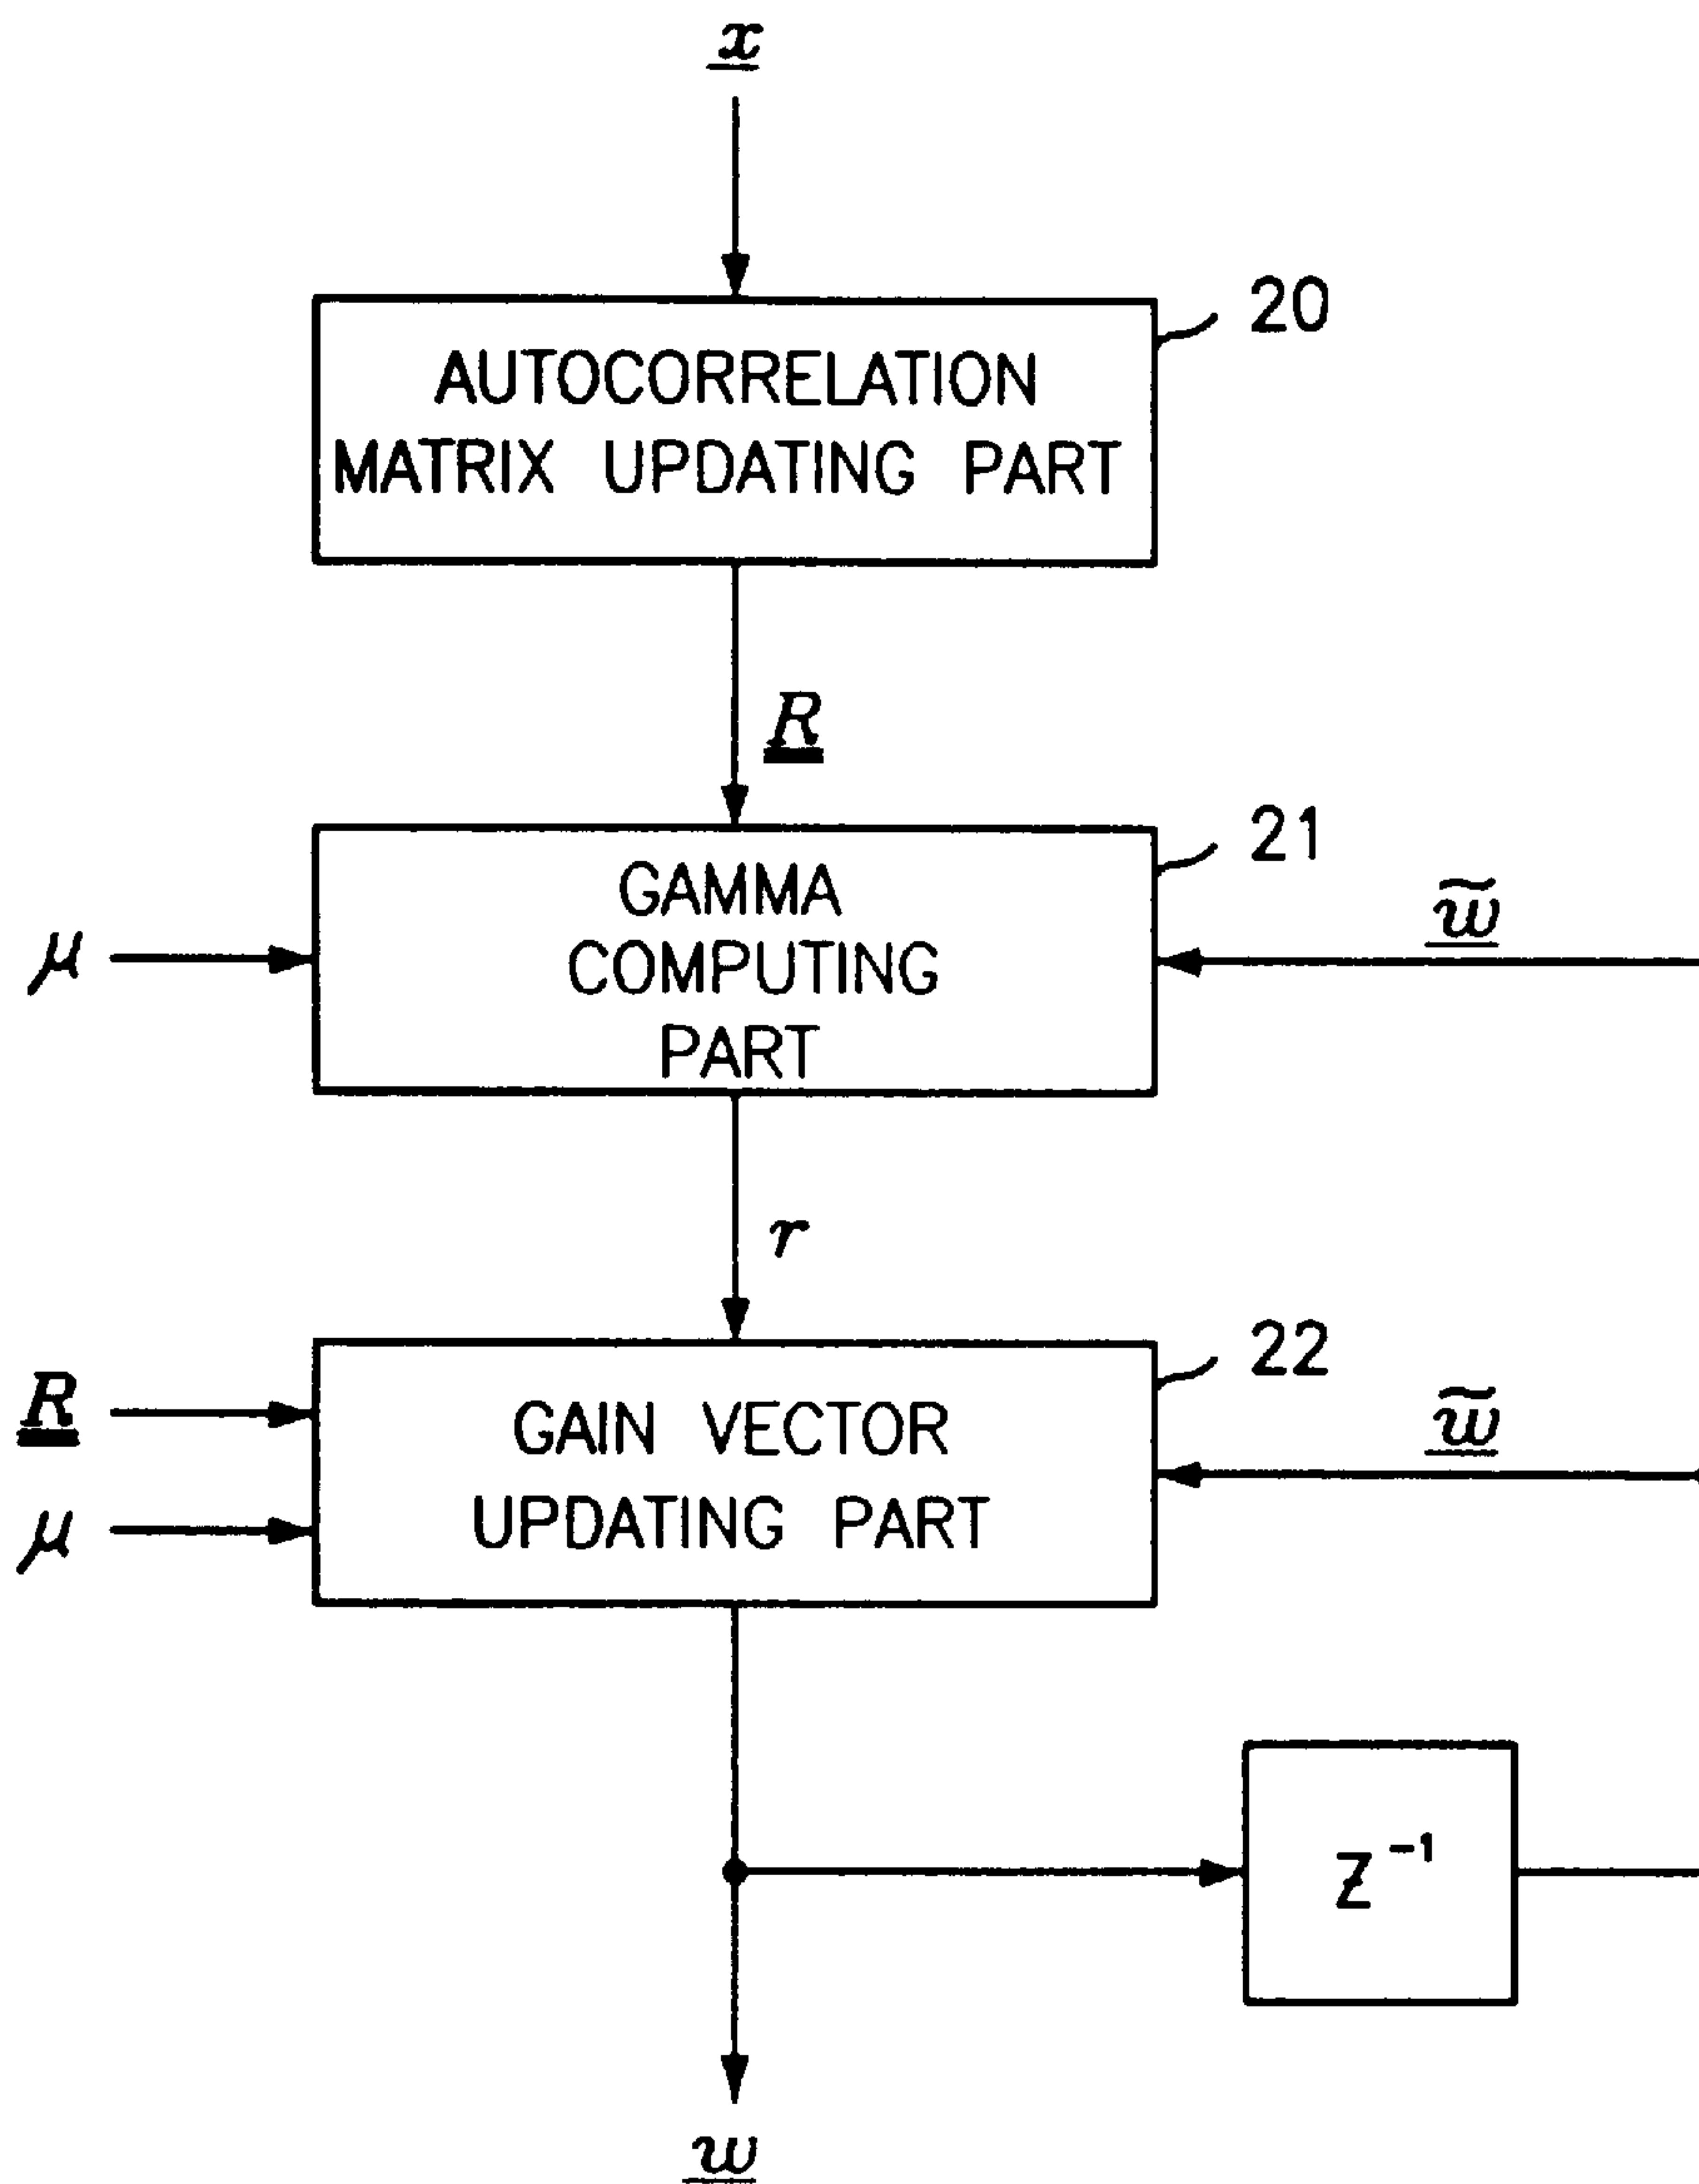 x
20
AUTOCORRELATION
MATRIX UPDATING PART
R
21
GAMMA
COMPUTING
PART
μ
w̃
r
22
R
GAIN VECTOR
UPDATING PART
μ
w̃
Z⁻¹
w